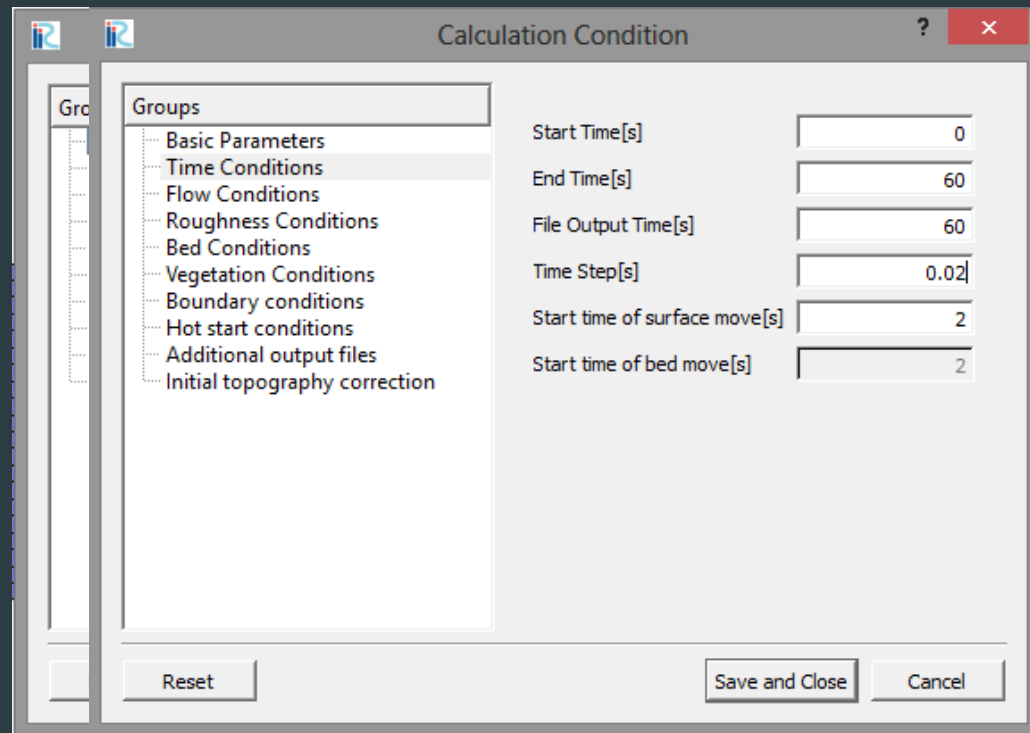 iRC
iRC
Calculation Condition
?
×
Gro
Groups
Basic Parameters
Time Conditions
Flow Conditions
Roughness Conditions
Bed Conditions
Vegetation Conditions
Boundary conditions
Hot start conditions
Additional output files
Initial topography correction
Start Time[s] 0
End Time[s] 60
File Output Time[s] 60
Time Step[s] 0.02
Start time of surface move[s] 2
Start time of bed move[s] 2
Reset
Save and Close
Cancel